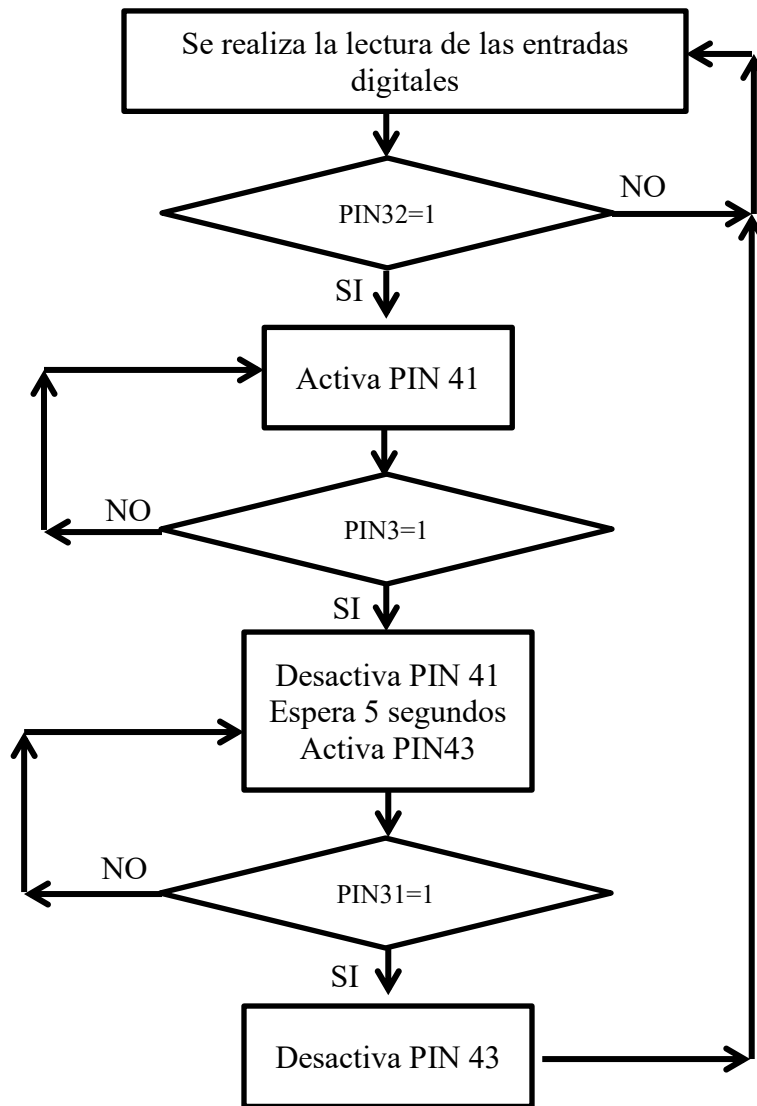 Se realiza la lectura de las entradas
digitales
PIN32=1
NO
SI
Activa PIN 41
NO
PIN3=1
SI
Desactiva PIN 41
Espera 5 segundos
Activa PIN43
NO
PIN31=1
SI
Desactiva PIN 43